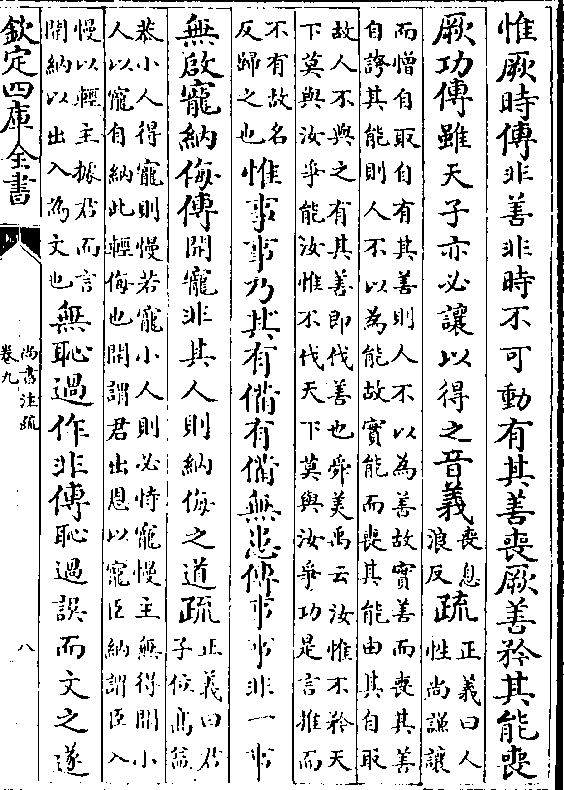 惟厥時傳非善非時不可動有其善喪厥善矜其能喪
厥功傳雖天子亦必讓以得之音義
喪息
浪反
疏
正義曰人
性尚謙讓
而憎自取自有其善則人不以為善故實善而喪其善
自誇其能則人不以為能故實能而喪其能由其自取
故人不與之有其善即伐善也舜美禹云汝惟不矜天
下莫與汝爭能汝惟不伐天下莫與汝爭功是言推而
不有故名
反歸之也
惟事事乃其有備有備無患傳事事非一事
無啟寵納侮傳開寵非其人則納侮之道疏
正義曰君
子位高益
恭小人得寵則慢若寵小人則必恃寵慢主無得開小
人以寵自納此輕侮也開謂君出恩以寵臣納謂臣入
慢以輕主據君而言
開納以出入為文也
無恥過作非傳恥過誤而文之遂
欽定四庫全書
尚書注疏
卷九
八